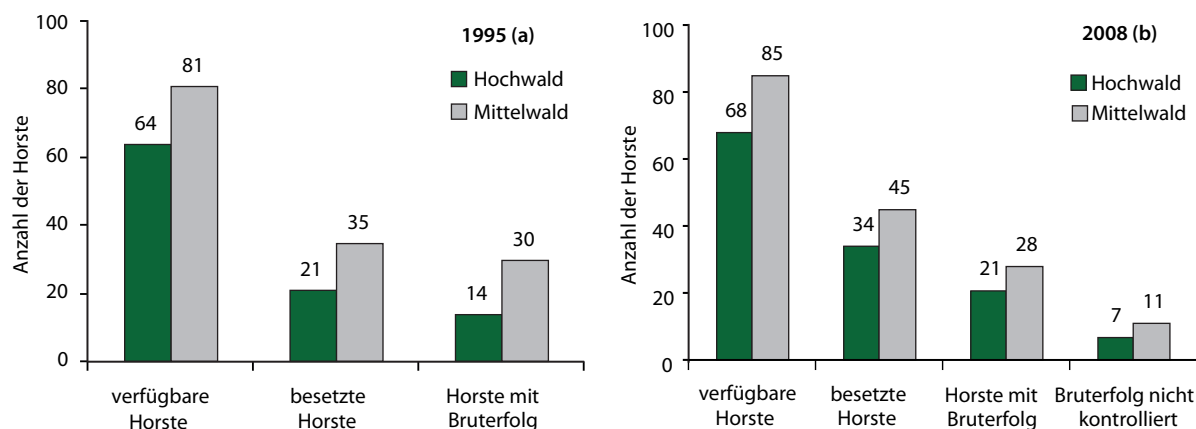 1995 (a)
Hochwald
Mittelwald
Anzahl der Horste
100
80
60
40
20
0
64
81
21
35
14
30
verfügbare
Horste
besetzte
Horste
Horste mit
Bruterfolg
2008 (b)
Hochwald
Mittelwald
Anzahl der Horste
100
80
60
40
20
0
68
85
34
45
21
28
7
11
verfügbare
Horste
besetzte
Horste
Horste mit
Bruterfolg
Bruterfolg nicht
kontrolliert